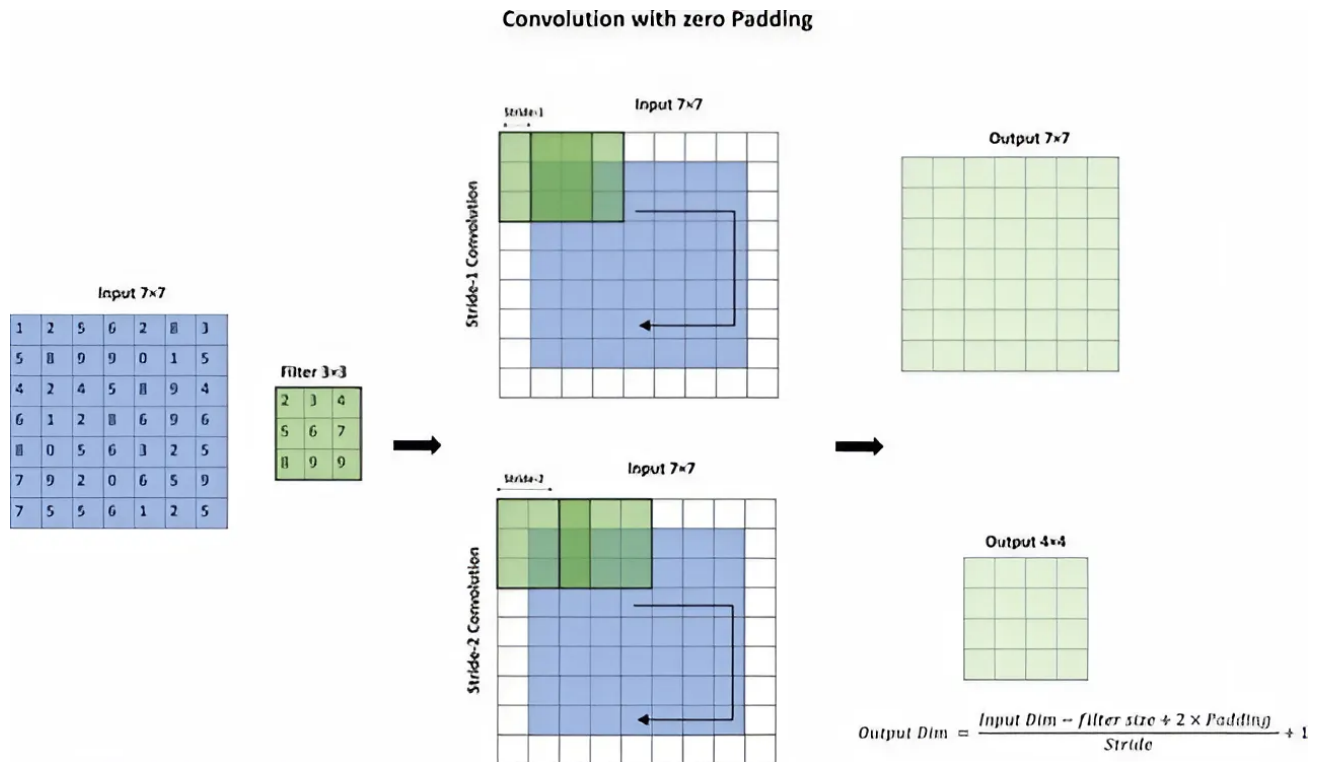 Convolution with zero Padding
Input 7×7
1 2 5 6 2 8 3
5 8 9 9 0 1 5
4 2 4 5 8 9 4
6 1 2 8 6 9 6
8 0 5 6 3 2 5
7 9 2 0 6 5 9
7 5 5 6 1 2 5
Filter 3×3
2 3 4
5 6 7
8 9 9
Input 7×7
Stride-1
Stride-1 Convolution
Input 7×7
Stride-2
Stride-2 Convolution
Output 7×7
Output 4×4
Output Dim = Input Dim − filter size + 2 × Padding
Stride
+ 1